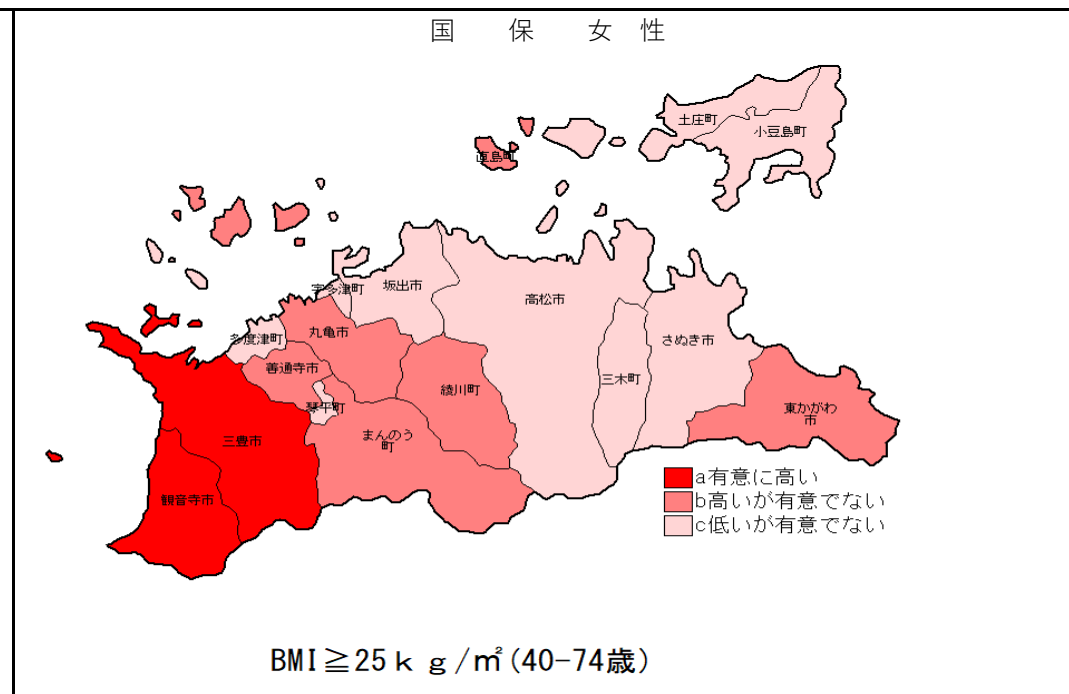 国 保 女 性
土庄町
小豆島町
直島町
宇多津町
坂出市
高松市
丸亀市
多度津町
さぬき市
善通寺市
三木町
綾川町
琴平町
東かがわ
市
まんのう
町
三豊市
観音寺市
a有意に高い
b高いが有意でない
c低いが有意でない
BMI≧25ｋｇ/㎡(40-74歳)